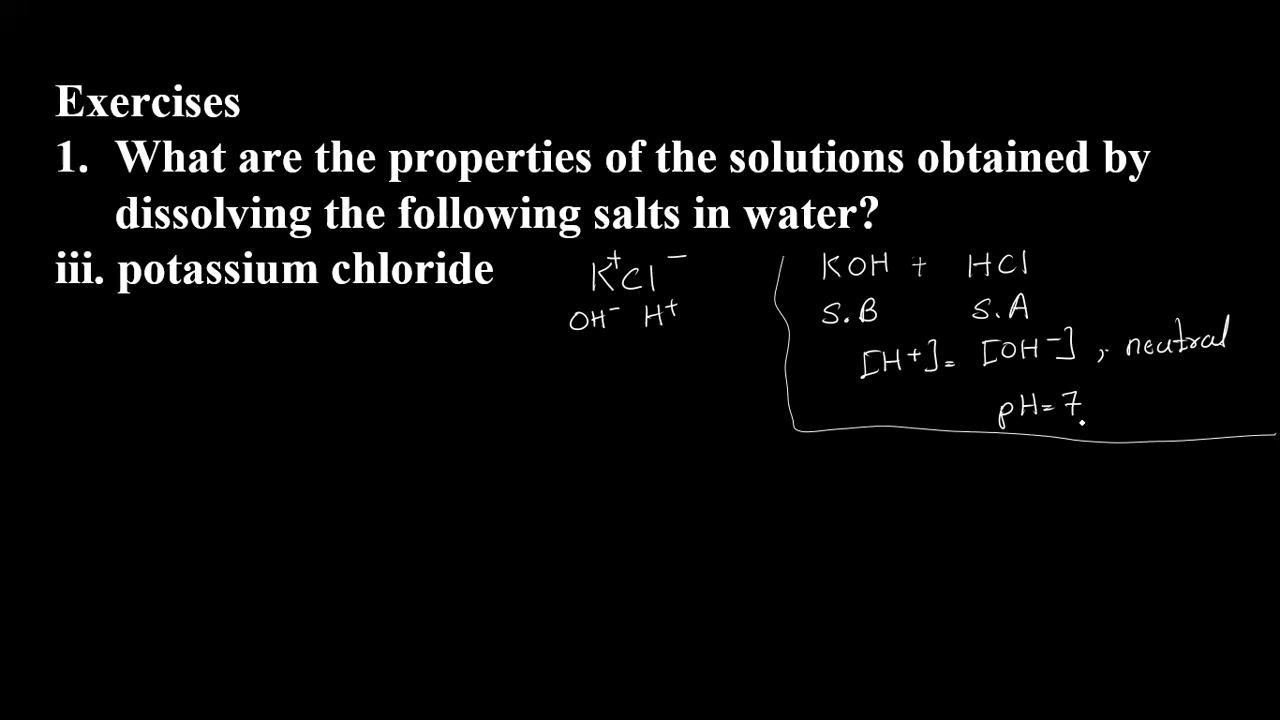 Exercises
1. What are the properties of the solutions obtained by
dissolving the following salts in water?
iii. potassium chloride
K⁺Cl⁻
OH⁻ H⁺
KOH + HCl
S.B S.A
[H⁺] = [OH⁻], neutral
pH = 7